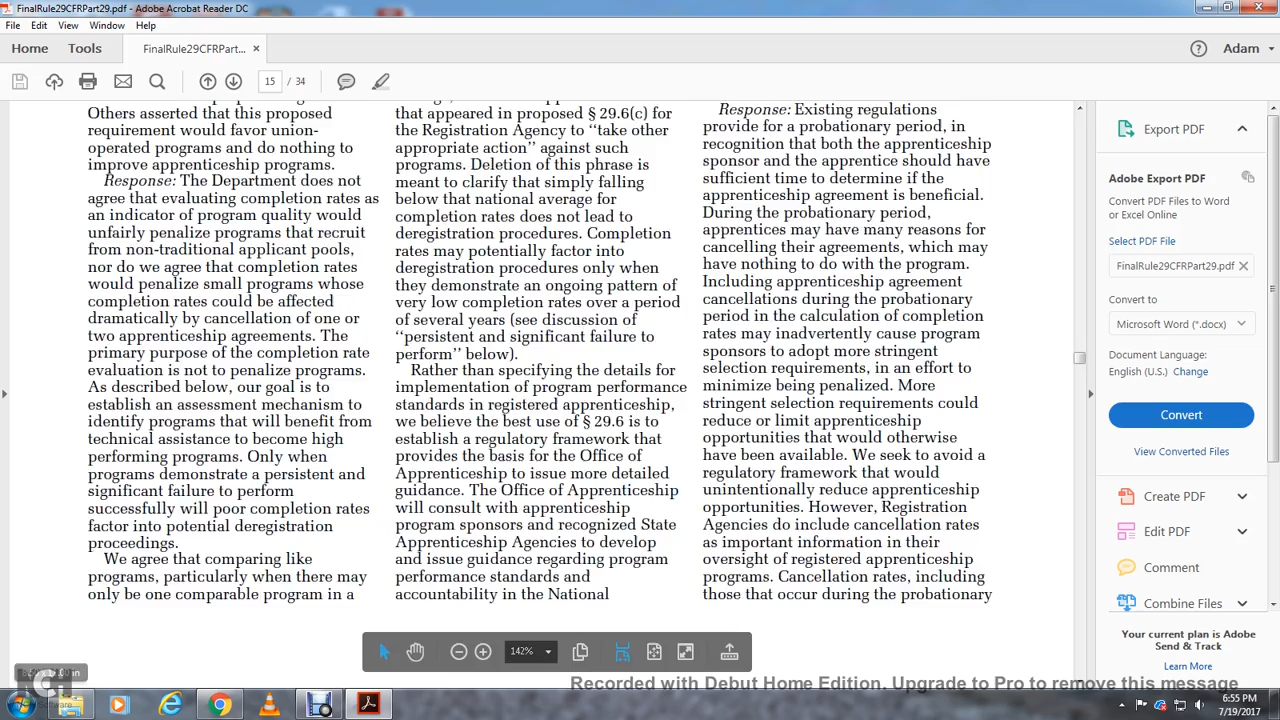 FinalRule29CFRPart29.pdf - Adobe Acrobat Reader DC
File Edit View Window Help
Home Tools FinalRule29CFRPart... × Adam
15 / 34
Others asserted that this proposed
requirement would favor union-
operated programs and do nothing to
improve apprenticeship programs.
Response: The Department does not
agree that evaluating completion rates as
an indicator of program quality would
unfairly penalize programs that recruit
from non-traditional applicant pools,
nor do we agree that completion rates
would penalize small programs whose
completion rates could be affected
dramatically by cancellation of one or
two apprenticeship agreements. The
primary purpose of the completion rate
evaluation is not to penalize programs.
As described below, our goal is to
establish an assessment mechanism to
identify programs that will benefit from
technical assistance to become high
performing programs. Only when
programs demonstrate a persistent and
significant failure to perform
successfully will poor completion rates
factor into potential deregistration
proceedings.
We agree that comparing like
programs, particularly when there may
only be one comparable program in a
that appeared in proposed § 29.6(c) for
the Registration Agency to ‘‘take other
appropriate action’’ against such
programs. Deletion of this phrase is
meant to clarify that simply falling
below that national average for
completion rates does not lead to
deregistration procedures. Completion
rates may potentially factor into
deregistration procedures only when
they demonstrate an ongoing pattern of
very low completion rates over a period
of several years (see discussion of
‘‘persistent and significant failure to
perform’’ below).
Rather than specifying the details for
implementation of program performance
standards in registered apprenticeship,
we believe the best use of § 29.6 is to
establish a regulatory framework that
provides the basis for the Office of
Apprenticeship to issue more detailed
guidance. The Office of Apprenticeship
will consult with apprenticeship
program sponsors and recognized State
Apprenticeship Agencies to develop
and issue guidance regarding program
performance standards and
accountability in the National
Response: Existing regulations
provide for a probationary period, in
recognition that both the apprenticeship
sponsor and the apprentice should have
sufficient time to determine if the
apprenticeship agreement is beneficial.
During the probationary period,
apprentices may have many reasons for
cancelling their agreements, which may
have nothing to do with the program.
Including apprenticeship agreement
cancellations during the probationary
period in the calculation of completion
rates may inadvertently cause program
sponsors to adopt more stringent
selection requirements, in an effort to
minimize being penalized. More
stringent selection requirements could
reduce or limit apprenticeship
opportunities that would otherwise
have been available. We seek to avoid a
regulatory framework that would
unintentionally reduce apprenticeship
opportunities. However, Registration
Agencies do include cancellation rates
as important information in their
oversight of registered apprenticeship
programs. Cancellation rates, including
those that occur during the probationary
Export PDF
Adobe Export PDF
Convert PDF Files to Word
or Excel Online
Select PDF File
FinalRule29CFRPart29.pdf ×
Convert to
Microsoft Word (*.docx)
Document Language:
English (U.S.) Change
Convert
View Converted Files
Create PDF
Edit PDF
Comment
Combine Files
Your current plan is Adobe
Send & Track
Learn More
142%
Recorded with Debut Home Edition. Upgrade to Pro to remove this message
6:55 PM
7/19/2017